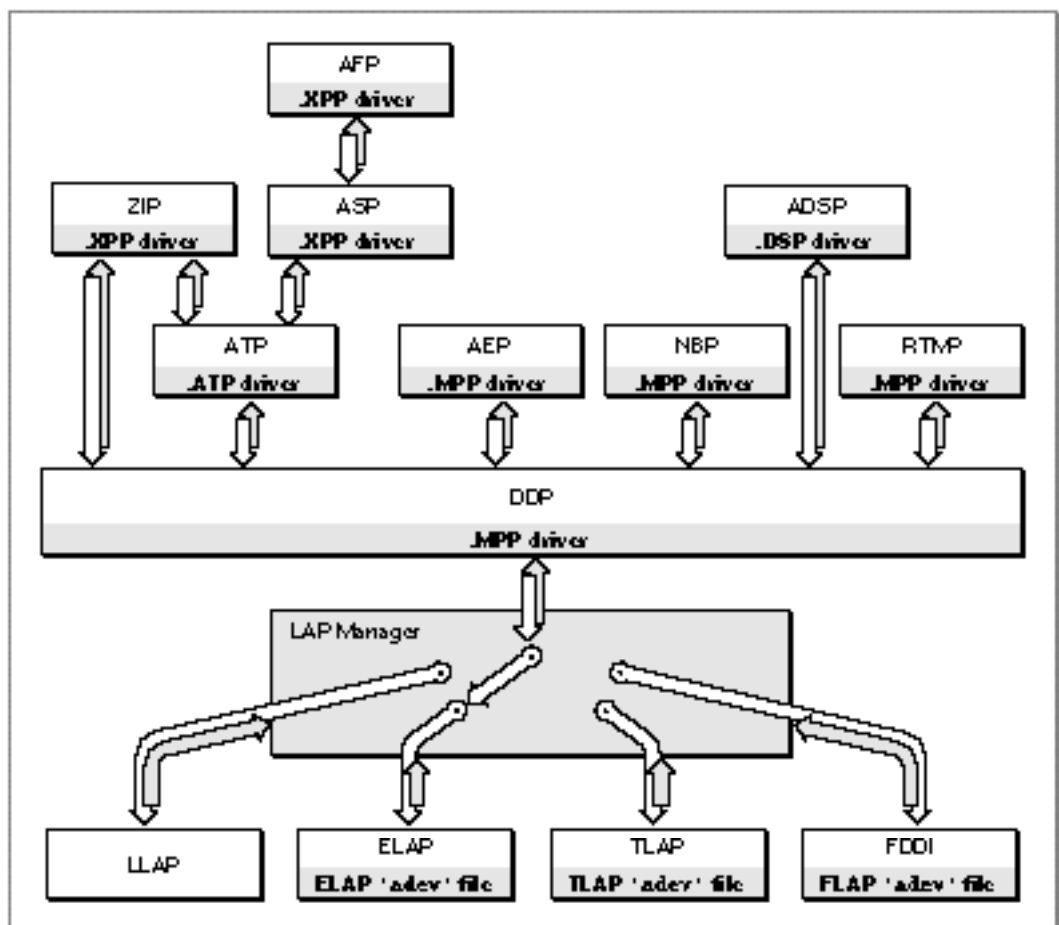 AFP
.XPP driver
ZIP
.XPP driver
ASP
.XPP driver
ADSP
.DSP driver
ATP
.ATP driver
AEP
.MPP driver
NBP
.MPP driver
RTMP
.MPP driver
DDP
.MPP driver
LAP Manager
LLAP
ELAP
ELAP 'adev' file
TLAP
TLAP 'adev' file
FDDI
FLAP 'adev' file